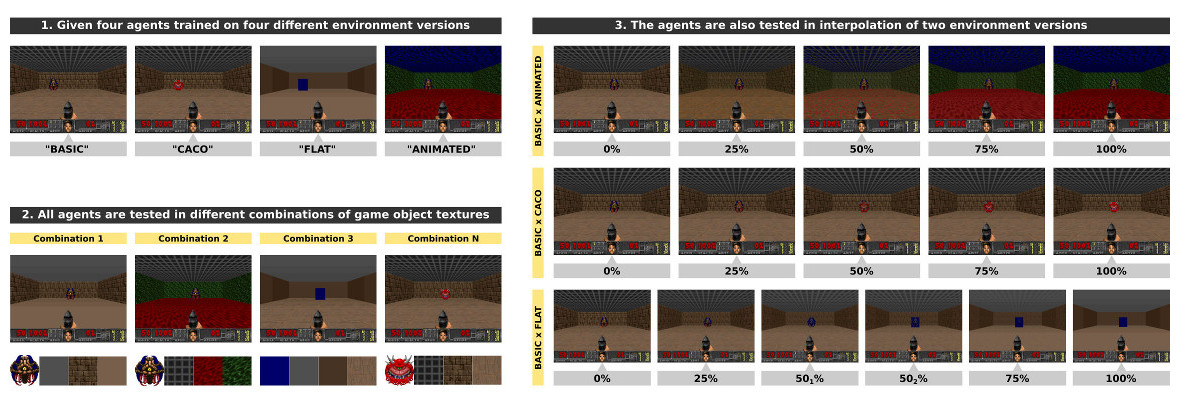 1. Given four agents trained on four different environment versions
"BASIC"
"CACO"
"FLAT"
"ANIMATED"
2. All agents are tested in different combinations of game object textures
Combination 1
Combination 2
Combination 3
Combination N
3. The agents are also tested in interpolation of two environment versions
BASIC x ANIMATED
0%
25%
50%
75%
100%
BASIC x CACO
0%
25%
50%
75%
100%
BASIC x FLAT
0%
25%
50₁%
50₂%
75%
100%